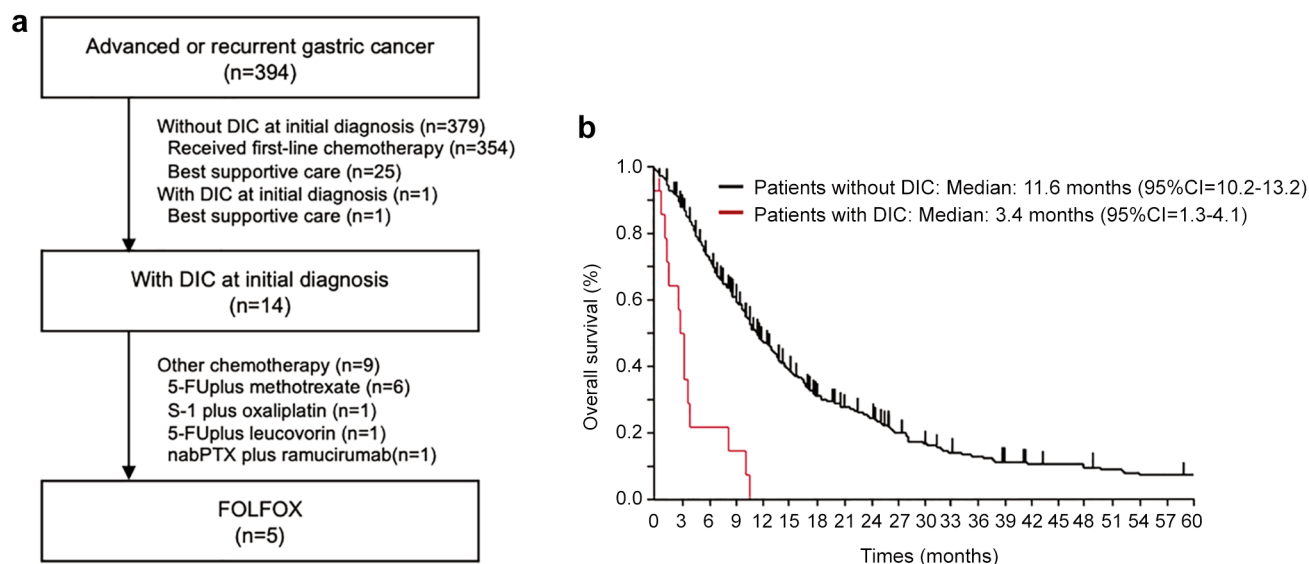 a
Advanced or recurrent gastric cancer
(n=394)
Without DIC at initial diagnosis (n=379)
Received first-line chemotherapy (n=354)
Best supportive care (n=25)
With DIC at initial diagnosis (n=1)
Best supportive care (n=1)
With DIC at initial diagnosis
(n=14)
Other chemotherapy (n=9)
5-FUplus methotrexate (n=6)
S-1 plus oxaliplatin (n=1)
5-FUplus leucovorin (n=1)
nabPTX plus ramucirumab(n=1)
FOLFOX
(n=5)
b
Patients without DIC: Median: 11.6 months (95%CI=10.2-13.2)
Patients with DIC: Median: 3.4 months (95%CI=1.3-4.1)
Overall survival (%)
1.0
0.8
0.6
0.4
0.2
0.0
0 3 6 9 12 15 18 21 24 27 30 33 36 39 42 45 48 51 54 57 60
Times (months)